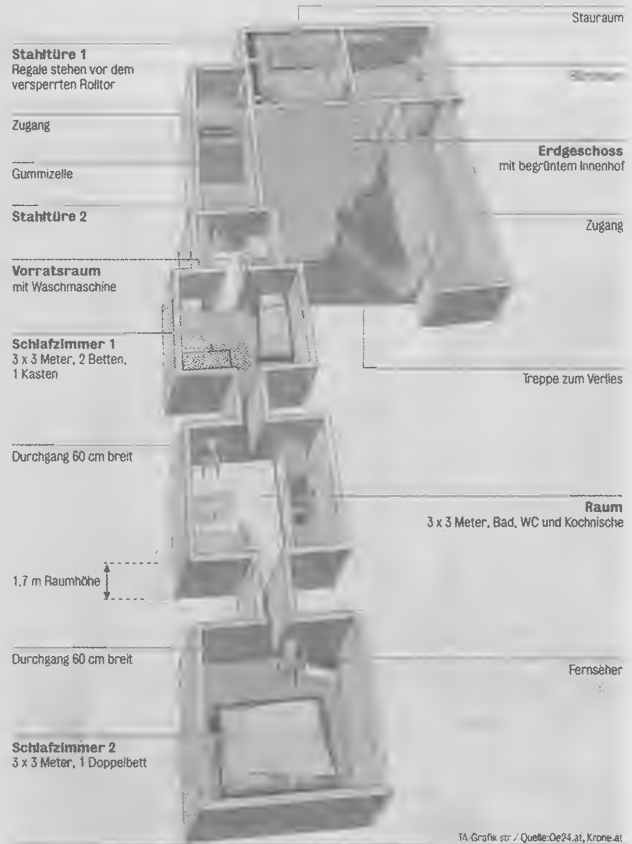 Stahltüre 1
Regale stehen vor dem
versperrten Rolltor
Zugang
Gummizelle
Stahltüre 2
Vorratsraum
mit Waschmaschine
Schlafzimmer 1
3 x 3 Meter, 2 Betten,
1 Kasten
Durchgang 60 cm breit
1,7 m Raumhöhe
Durchgang 60 cm breit
Schlafzimmer 2
3 x 3 Meter, 1 Doppelbett
Stauraum
Erdgeschoss
mit begrüntem Innenhof
Zugang
Treppe zum Verlies
Raum
3 x 3 Meter, Bad, WC und Kochnische
Fernseher
TA-Grafik str / Quelle:Oe24.at, Krone.at